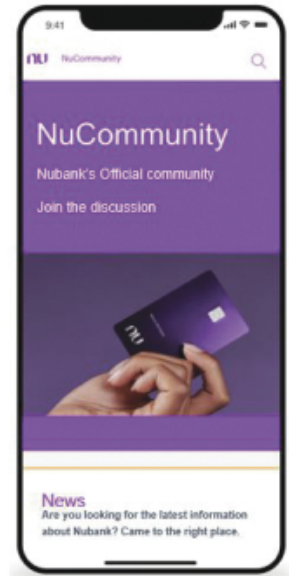 9:41
nu NuCommunity
NuCommunity
Nubank's Official community
Join the discussion
nu
News
Are you looking for the latest information
about Nubank? Came to the right place.